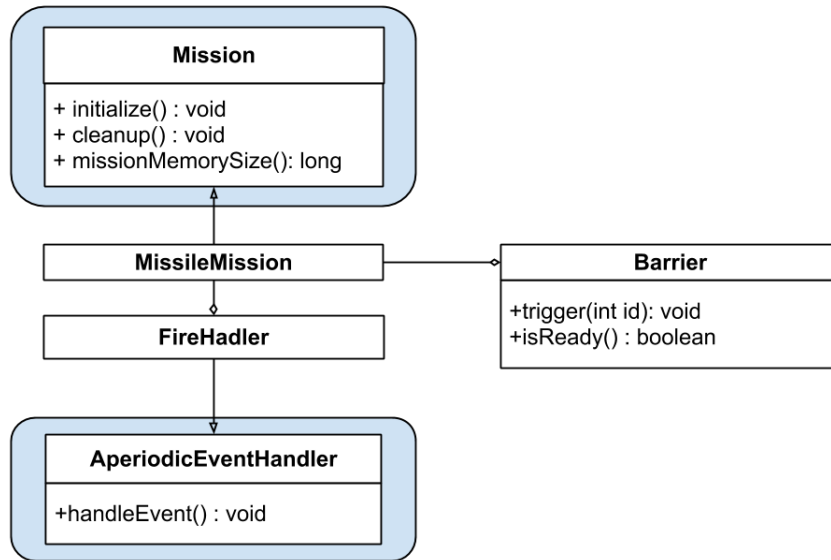 Mission
+ initialize() : void
+ cleanup() : void
+ missionMemorySize(): long
MissileMission
Barrier
+trigger(int id): void
+isReady() : boolean
FireHadler
AperiodicEventHandler
+handleEvent() : void